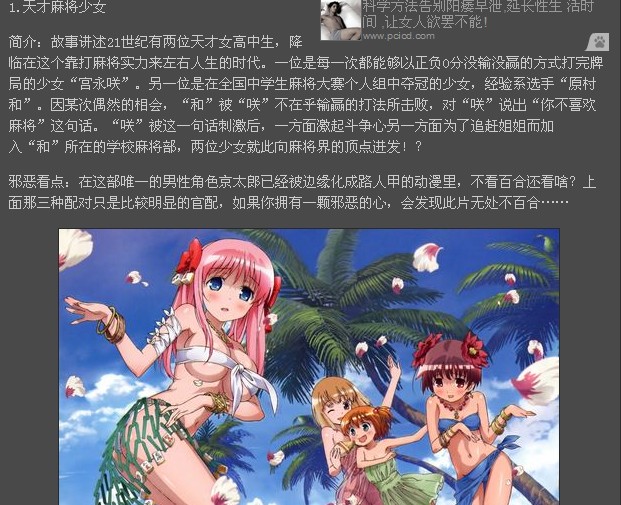 1.天才麻将少女
科学方法告别阳痿早泄,延长性生 活时
间 ,让女人欲罢不能!
www.pcicd.com
简介：故事讲述21世纪有两位天才女高中生，降
临在这个靠打麻将实力来左右人生的时代。一位是每一次都能够以正负0分没输没赢的方式打完牌
局的少女“宫永咲”。另一位是在全国中学生麻将大赛个人组中夺冠的少女，经验系选手“原村
和”。因某次偶然的相会，“和”被“咲”不在乎输赢的打法所击败，对“咲”说出“你不喜欢
麻将”这句话。“咲”被这一句话刺激后，一方面激起斗争心另一方面为了追赶姐姐而加
入“和”所在的学校麻将部，两位少女就此向麻将界的顶点进发！？
邪恶看点：在这部唯一的男性角色京太郎已经被边缘化成路人甲的动漫里，不看百合还看啥？上
面那三种配对只是比较明显的官配，如果你拥有一颗邪恶的心，会发现此片无处不百合……